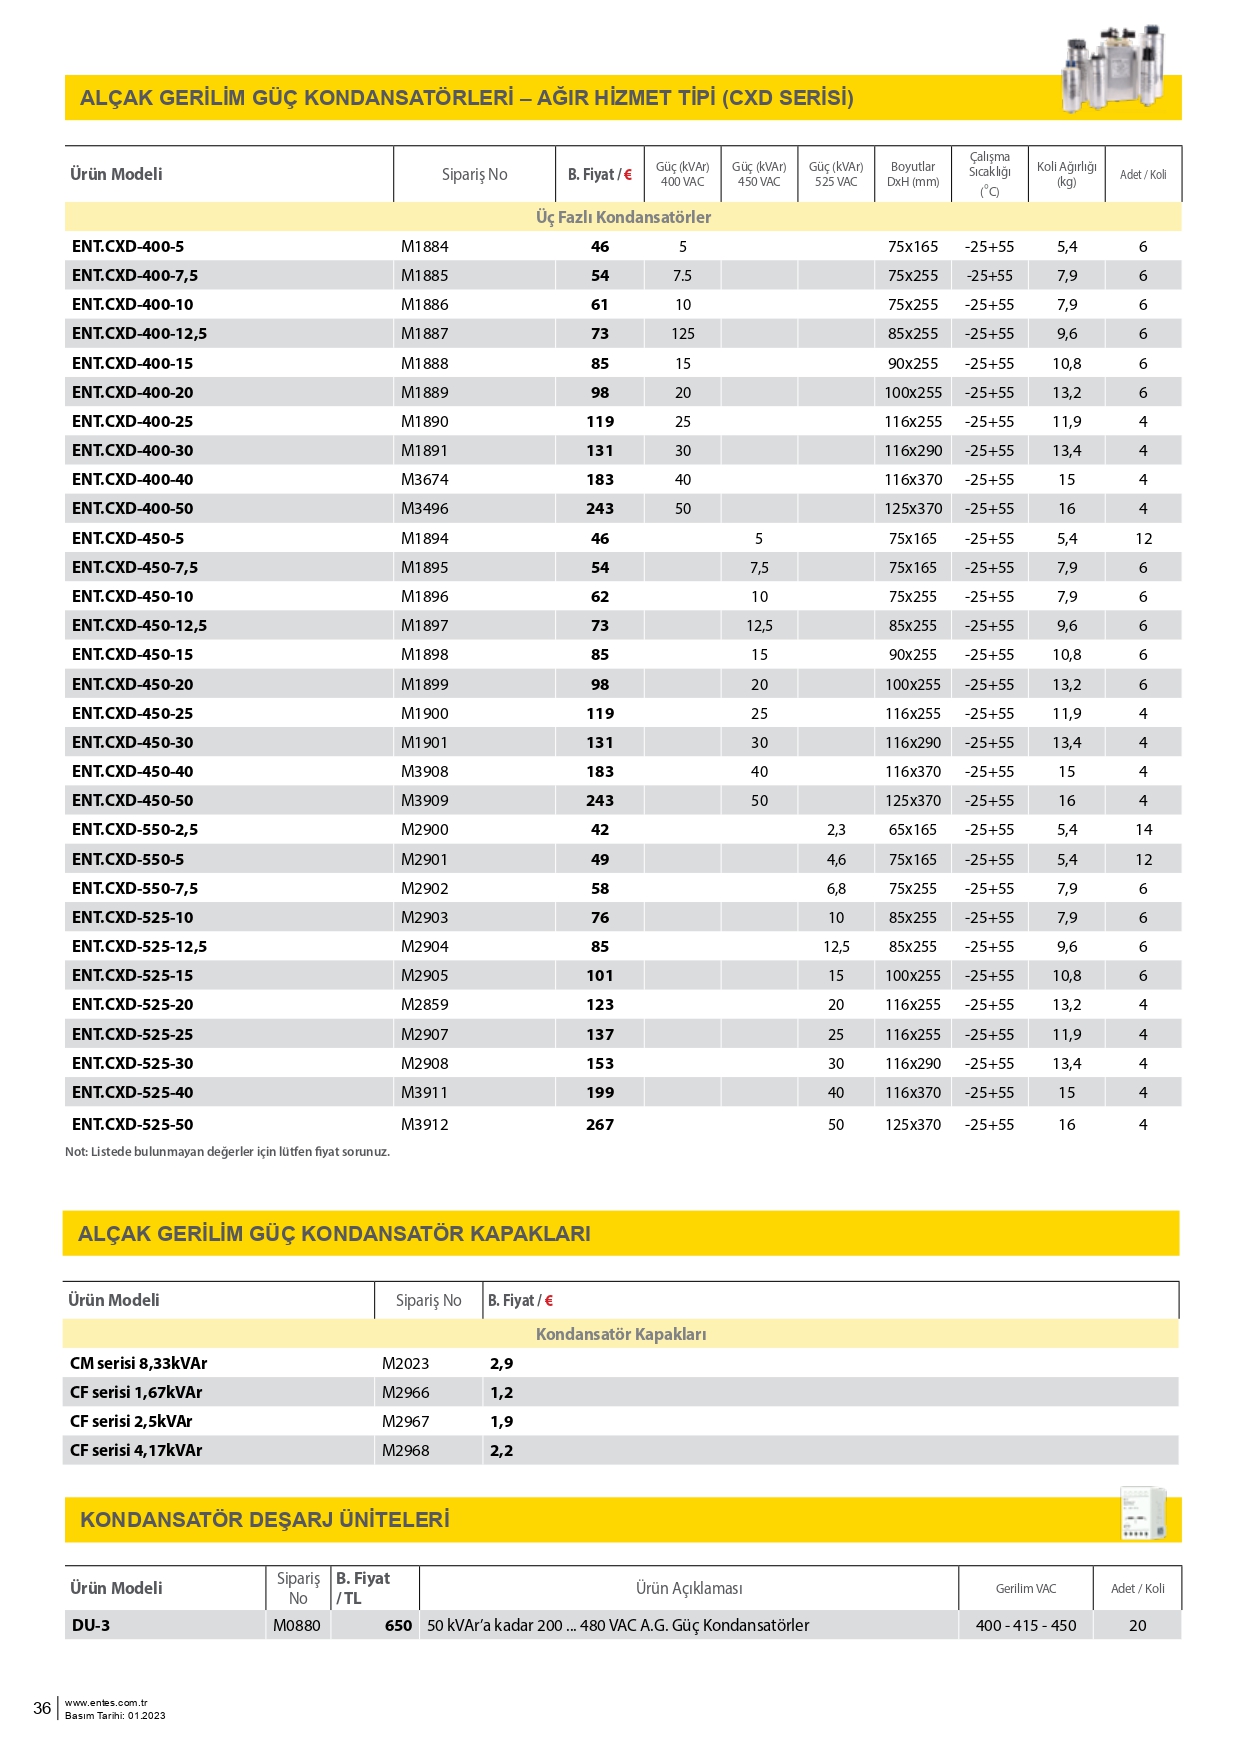 ALÇAK GERİLİM GÜÇ KONDANSATÖRLERİ – AĞIR HİZMET TİPİ (CXD SERİSİ)
Ürün Modeli Sipariş No B. Fiyat / € Güç (kVAr) 400 VAC Güç (kVAr) 450 VAC Güç (kVAr) 525 VAC Boyutlar DxH (mm) Çalışma Sıcaklığı (°C) Koli Ağırlığı (kg) Adet / Koli
Üç Fazlı Kondansatörler
ENT.CXD-400-5 M1884 46 5 75x165 -25+55 5,4 6
ENT.CXD-400-7,5 M1885 54 7.5 75x255 -25+55 7,9 6
ENT.CXD-400-10 M1886 61 10 75x255 -25+55 7,9 6
ENT.CXD-400-12,5 M1887 73 125 85x255 -25+55 9,6 6
ENT.CXD-400-15 M1888 85 15 90x255 -25+55 10,8 6
ENT.CXD-400-20 M1889 98 20 100x255 -25+55 13,2 6
ENT.CXD-400-25 M1890 119 25 116x255 -25+55 11,9 4
ENT.CXD-400-30 M1891 131 30 116x290 -25+55 13,4 4
ENT.CXD-400-40 M3674 183 40 116x370 -25+55 15 4
ENT.CXD-400-50 M3496 243 50 125x370 -25+55 16 4
ENT.CXD-450-5 M1894 46 5 75x165 -25+55 5,4 12
ENT.CXD-450-7,5 M1895 54 7,5 75x165 -25+55 7,9 6
ENT.CXD-450-10 M1896 62 10 75x255 -25+55 7,9 6
ENT.CXD-450-12,5 M1897 73 12,5 85x255 -25+55 9,6 6
ENT.CXD-450-15 M1898 85 15 90x255 -25+55 10,8 6
ENT.CXD-450-20 M1899 98 20 100x255 -25+55 13,2 6
ENT.CXD-450-25 M1900 119 25 116x255 -25+55 11,9 4
ENT.CXD-450-30 M1901 131 30 116x290 -25+55 13,4 4
ENT.CXD-450-40 M3908 183 40 116x370 -25+55 15 4
ENT.CXD-450-50 M3909 243 50 125x370 -25+55 16 4
ENT.CXD-550-2,5 M2900 42 2,3 65x165 -25+55 5,4 14
ENT.CXD-550-5 M2901 49 4,6 75x165 -25+55 5,4 12
ENT.CXD-550-7,5 M2902 58 6,8 75x255 -25+55 7,9 6
ENT.CXD-525-10 M2903 76 10 85x255 -25+55 7,9 6
ENT.CXD-525-12,5 M2904 85 12,5 85x255 -25+55 9,6 6
ENT.CXD-525-15 M2905 101 15 100x255 -25+55 10,8 6
ENT.CXD-525-20 M2859 123 20 116x255 -25+55 13,2 4
ENT.CXD-525-25 M2907 137 25 116x255 -25+55 11,9 4
ENT.CXD-525-30 M2908 153 30 116x290 -25+55 13,4 4
ENT.CXD-525-40 M3911 199 40 116x370 -25+55 15 4
ENT.CXD-525-50 M3912 267 50 125x370 -25+55 16 4
Not: Listede bulunmayan değerler için lütfen fiyat sorunuz.
ALÇAK GERİLİM GÜÇ KONDANSATÖR KAPAKLARI
Ürün Modeli Sipariş No B. Fiyat / €
Kondansatör Kapakları
CM serisi 8,33kVAr M2023 2,9
CF serisi 1,67kVAr M2966 1,2
CF serisi 2,5kVAr M2967 1,9
CF serisi 4,17kVAr M2968 2,2
KONDANSATÖR DEŞARJ ÜNİTELERİ
Ürün Modeli Sipariş No B. Fiyat / TL Ürün Açıklaması Gerilim VAC Adet / Koli
DU-3 M0880 650 50 kVAr’a kadar 200 ... 480 VAC A.G. Güç Kondansatörler 400 - 415 - 450 20
36 www.entes.com.tr
Basım Tarihi: 01.2023